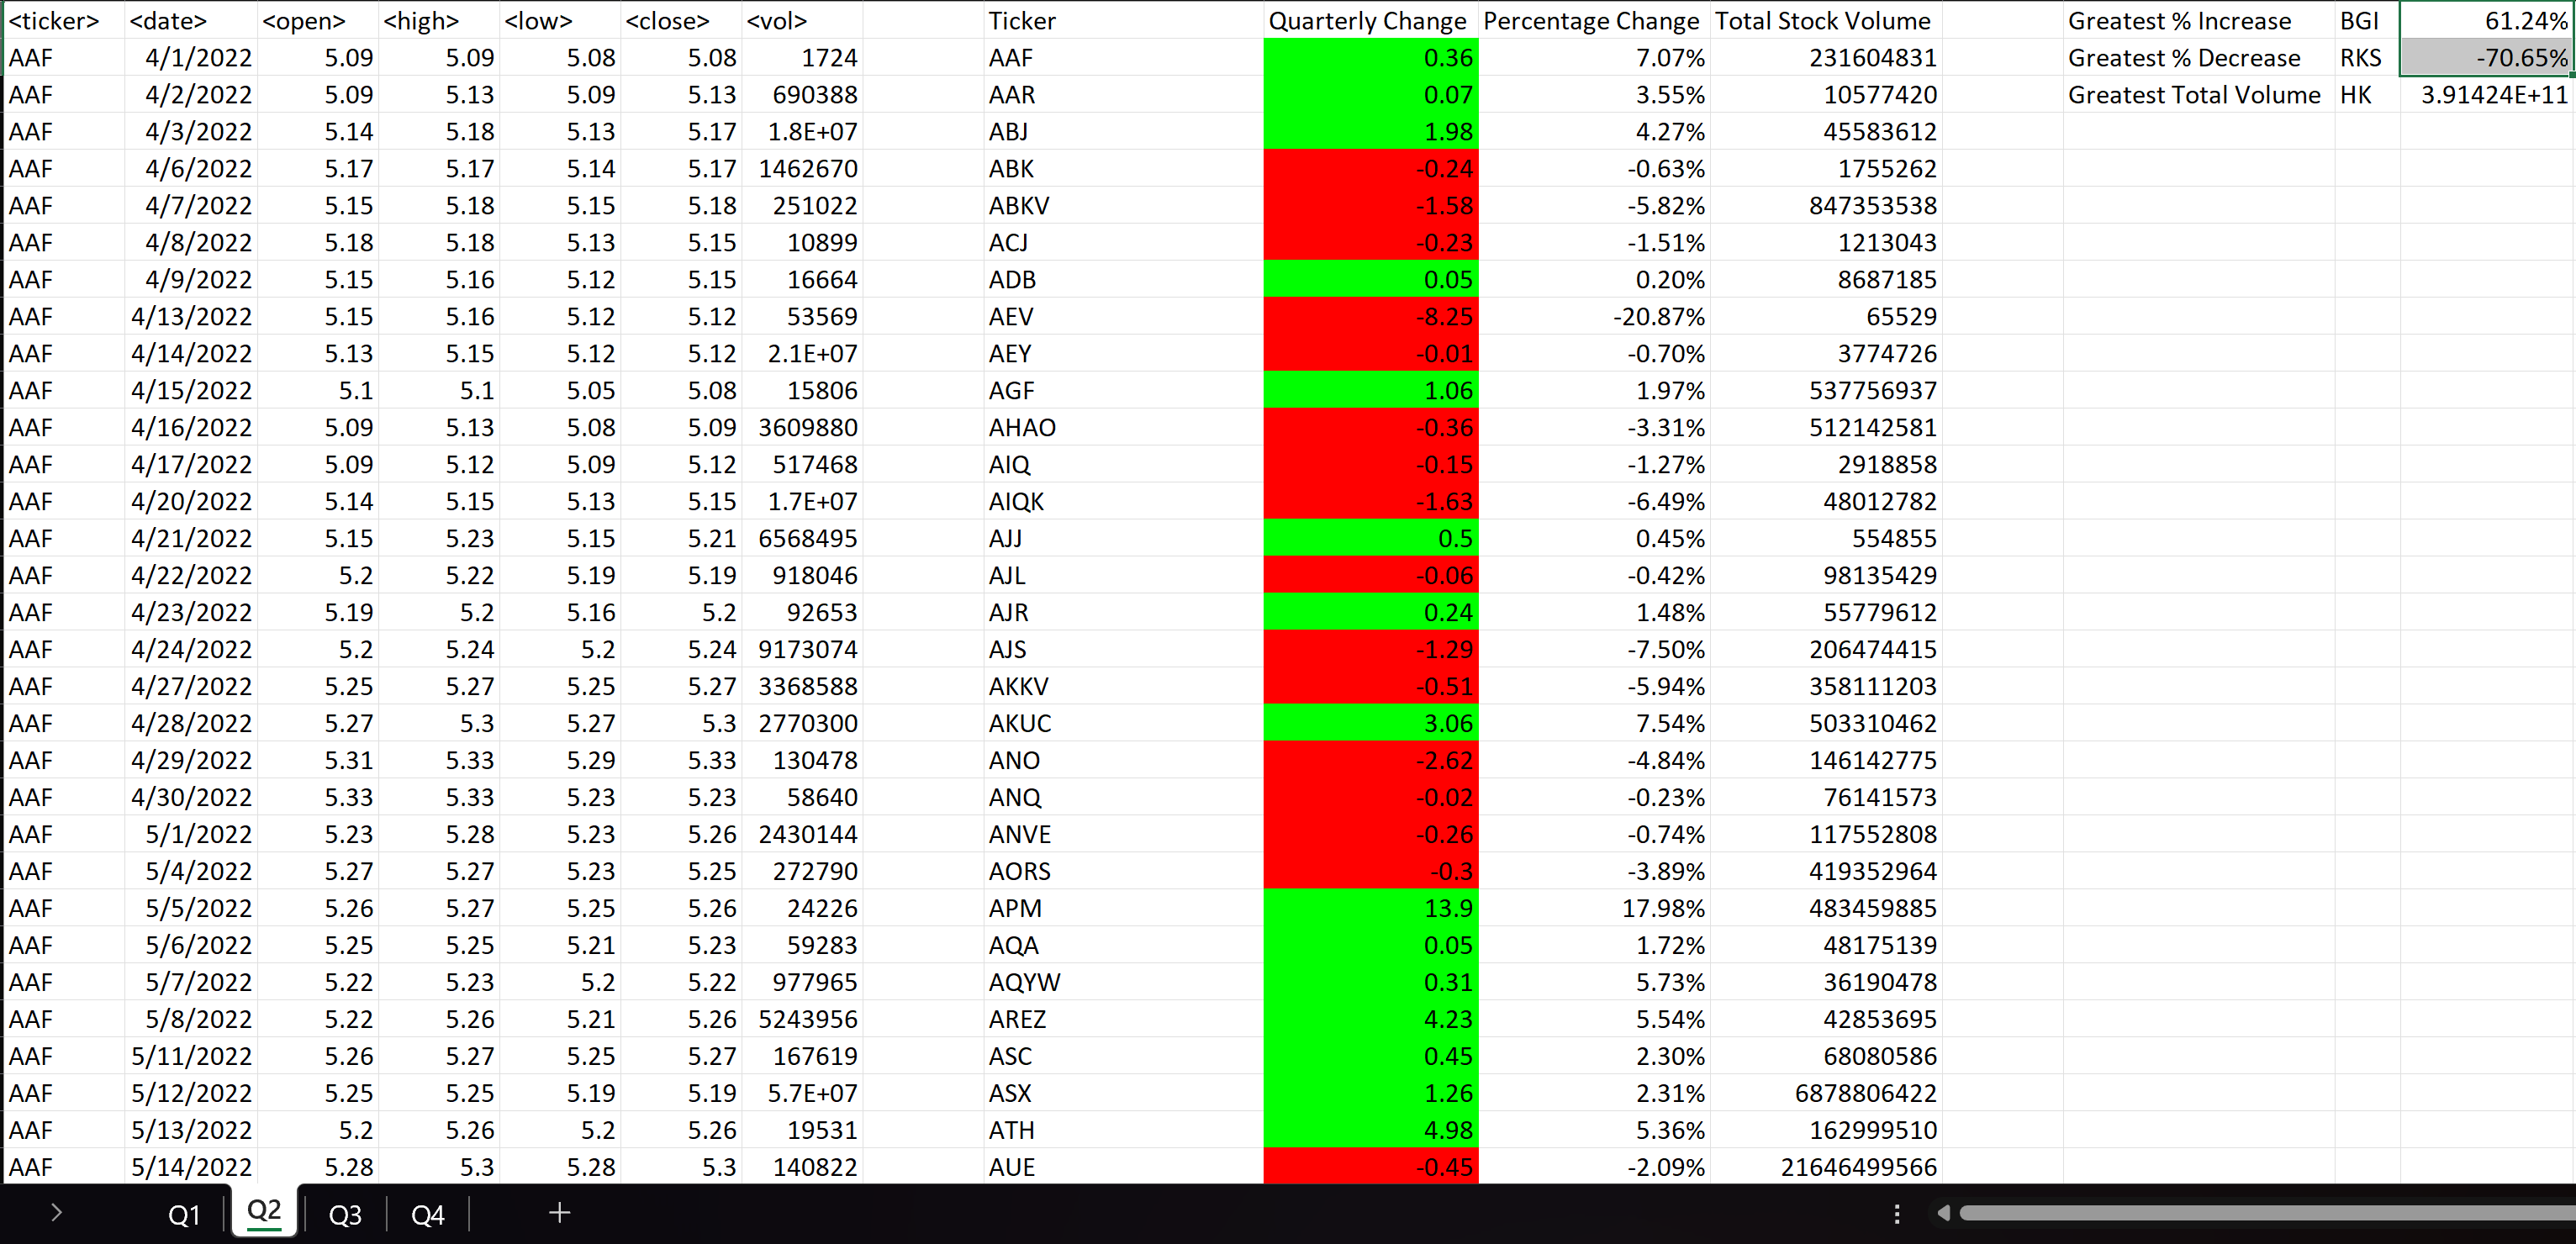 <ticker> <date> <open> <high> <low> <close> <vol> Ticker Quarterly Change Percentage Change Total Stock Volume Greatest % Increase BGI 61.24%
AAF 4/1/2022 5.09 5.09 5.08 5.08 1724 AAF 0.36 7.07% 231604831 Greatest % Decrease RKS -70.65%
AAF 4/2/2022 5.09 5.13 5.09 5.13 690388 AAR 0.07 3.55% 10577420 Greatest Total Volume HK 3.91424E+11
AAF 4/3/2022 5.14 5.18 5.13 5.17 1.8E+07 ABJ 1.98 4.27% 45583612
AAF 4/6/2022 5.17 5.17 5.14 5.17 1462670 ABK -0.24 -0.63% 1755262
AAF 4/7/2022 5.15 5.18 5.15 5.18 251022 ABKV -1.58 -5.82% 847353538
AAF 4/8/2022 5.18 5.18 5.13 5.15 10899 ACJ -0.23 -1.51% 1213043
AAF 4/9/2022 5.15 5.16 5.12 5.15 16664 ADB 0.05 0.20% 8687185
AAF 4/13/2022 5.15 5.16 5.12 5.12 53569 AEV -8.25 -20.87% 65529
AAF 4/14/2022 5.13 5.15 5.12 5.12 2.1E+07 AEY -0.01 -0.70% 3774726
AAF 4/15/2022 5.1 5.1 5.05 5.08 15806 AGF 1.06 1.97% 537756937
AAF 4/16/2022 5.09 5.13 5.08 5.09 3609880 AHAO -0.36 -3.31% 512142581
AAF 4/17/2022 5.09 5.12 5.09 5.12 517468 AIQ -0.15 -1.27% 2918858
AAF 4/20/2022 5.14 5.15 5.13 5.15 1.7E+07 AIQK -1.63 -6.49% 48012782
AAF 4/21/2022 5.15 5.23 5.15 5.21 6568495 AJJ 0.5 0.45% 554855
AAF 4/22/2022 5.2 5.22 5.19 5.19 918046 AJL -0.06 -0.42% 98135429
AAF 4/23/2022 5.19 5.2 5.16 5.2 92653 AJR 0.24 1.48% 55779612
AAF 4/24/2022 5.2 5.24 5.2 5.24 9173074 AJS -1.29 -7.50% 206474415
AAF 4/27/2022 5.25 5.27 5.25 5.27 3368588 AKKV -0.51 -5.94% 358111203
AAF 4/28/2022 5.27 5.3 5.27 5.3 2770300 AKUC 3.06 7.54% 503310462
AAF 4/29/2022 5.31 5.33 5.29 5.33 130478 ANO -2.62 -4.84% 146142775
AAF 4/30/2022 5.33 5.33 5.23 5.23 58640 ANQ -0.02 -0.23% 76141573
AAF 5/1/2022 5.23 5.28 5.23 5.26 2430144 ANVE -0.26 -0.74% 117552808
AAF 5/4/2022 5.27 5.27 5.23 5.25 272790 AORS -0.3 -3.89% 419352964
AAF 5/5/2022 5.26 5.27 5.25 5.26 24226 APM 13.9 17.98% 483459885
AAF 5/6/2022 5.25 5.25 5.21 5.23 59283 AQA 0.05 1.72% 48175139
AAF 5/7/2022 5.22 5.23 5.2 5.22 977965 AQYW 0.31 5.73% 36190478
AAF 5/8/2022 5.22 5.26 5.21 5.26 5243956 AREZ 4.23 5.54% 42853695
AAF 5/11/2022 5.26 5.27 5.25 5.27 167619 ASC 0.45 2.30% 68080586
AAF 5/12/2022 5.25 5.25 5.19 5.19 5.7E+07 ASX 1.26 2.31% 6878806422
AAF 5/13/2022 5.2 5.26 5.2 5.26 19531 ATH 4.98 5.36% 162999510
AAF 5/14/2022 5.28 5.3 5.28 5.3 140822 AUE -0.45 -2.09% 21646499566
Q1 Q2 Q3 Q4 +